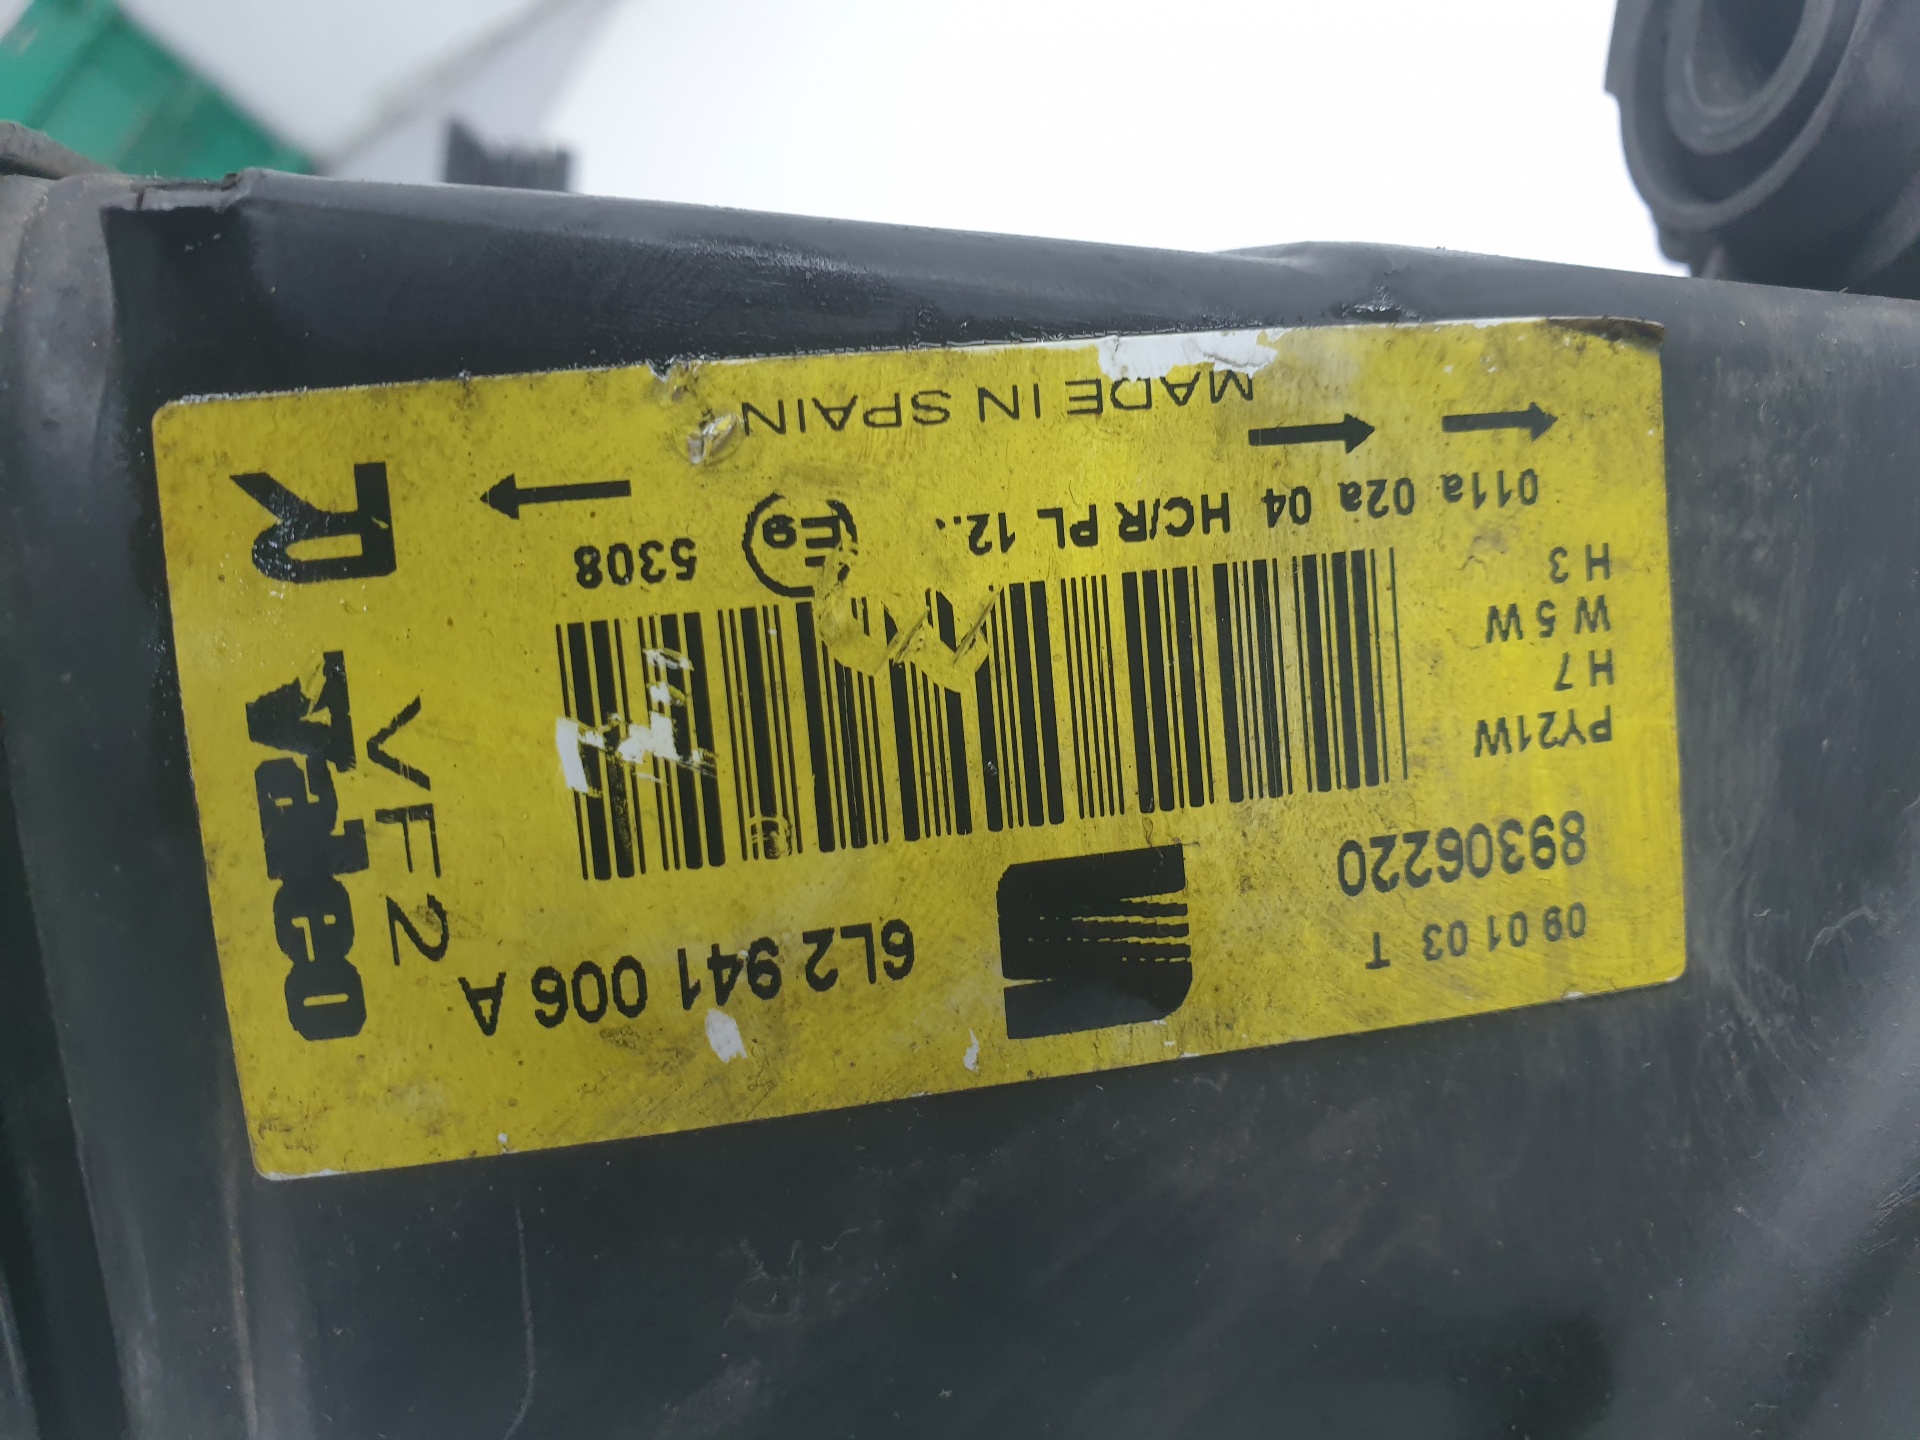 09 01 03 T
89306220
6L2 941 006 A
PY21W
H7
W5W
H3
011a 02a 04 HC/R PL 12..
E9
5308
MADE IN SPAIN
R
Valeo
VF2